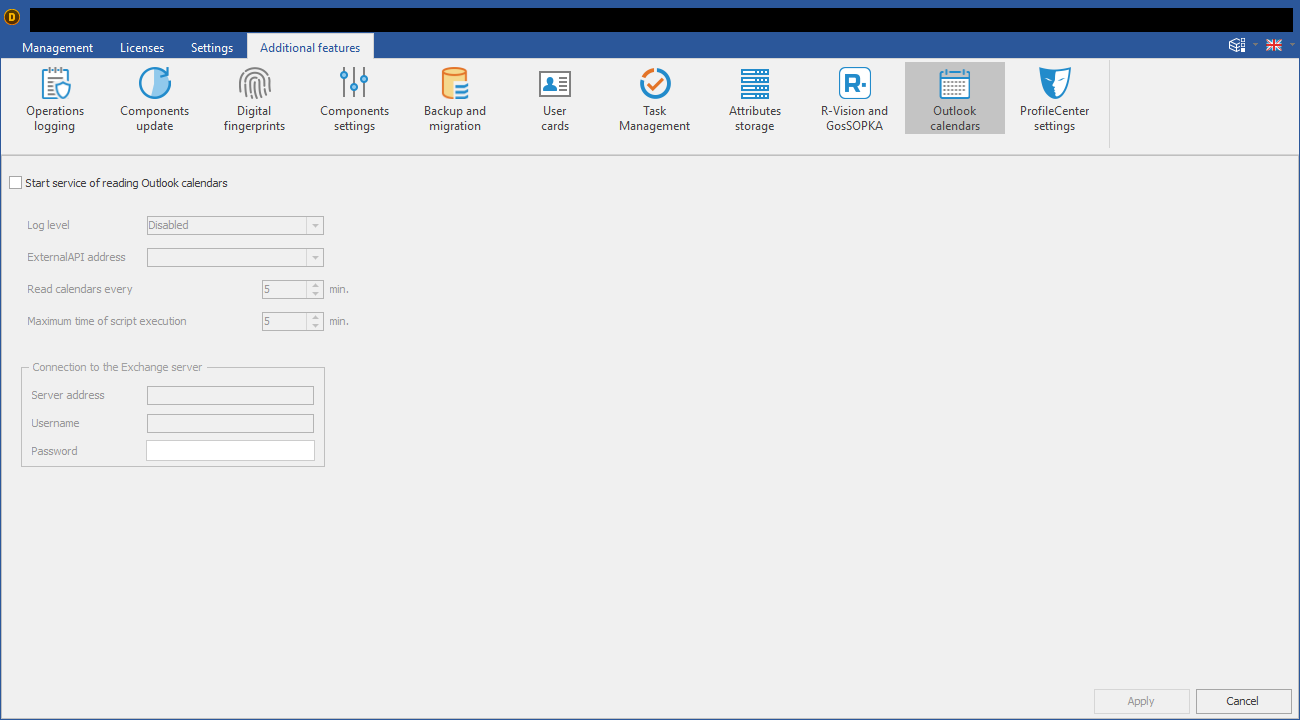 D
Management Licenses Settings Additional features
Operations logging
Components update
Digital fingerprints
Components settings
Backup and migration
User cards
Task Management
Attributes storage
R-Vision and GosSOPKA
Outlook calendars
ProfileCenter settings
Start service of reading Outlook calendars
Log level Disabled
ExternalAPI address
Read calendars every 5 min.
Maximum time of script execution 5 min.
Connection to the Exchange server
Server address
Username
Password
Apply Cancel